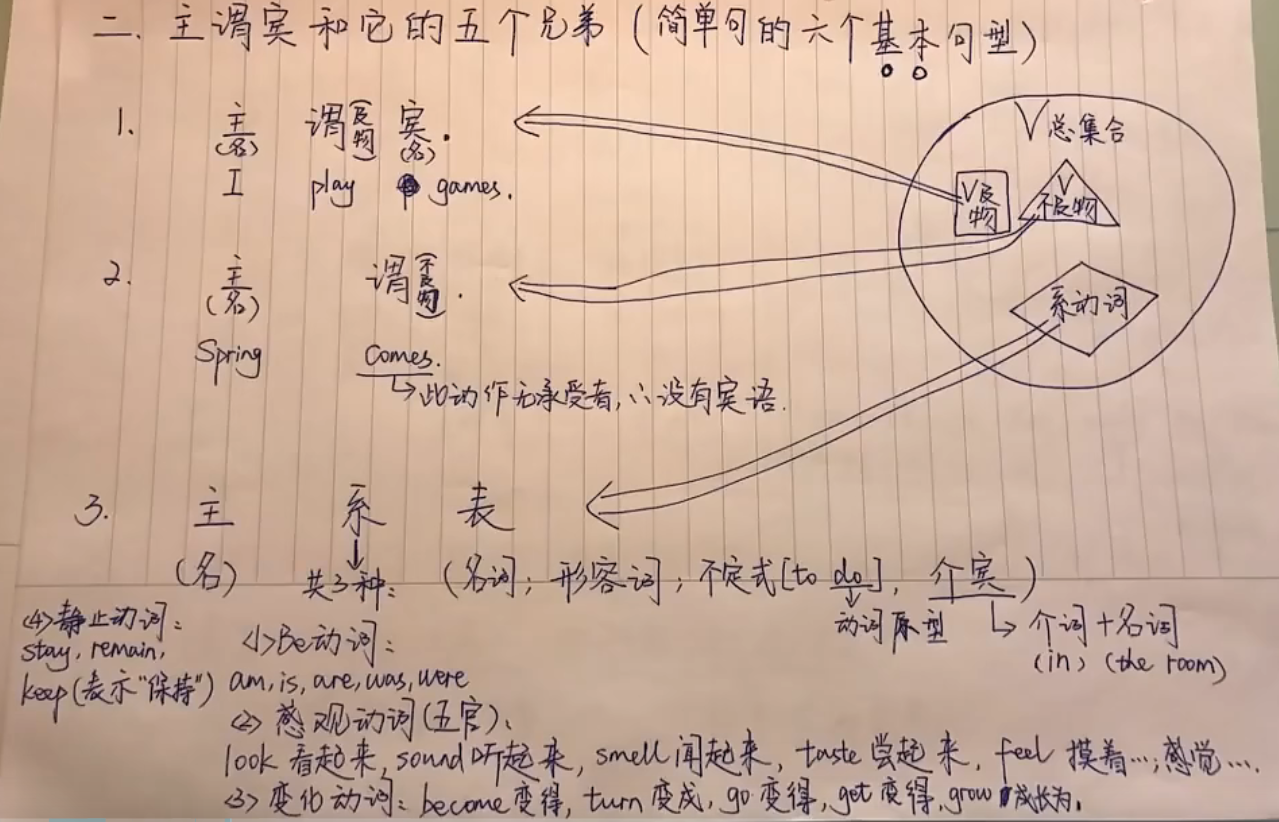 二. 主谓宾和它的五个兄弟(简单句的六个基本句型)
1. 主 谓(及物) 宾.
(名) (名)
I play games.
V总集合
V及物
V不及物
系动词
2. 主 谓(不及物).
(名)
Spring comes.
↳此动作无承受者,∴没有宾语.
3. 主 系 表
(名) 共3种: (名词; 形容词; 不定式[to do], 介宾)
动词原型
↳ 介词+名词
(in) (the room)
<4>静止动词:
stay, remain,
keep(表示"保持")
<1>Be动词:
am, is, are, was, were
<2> 感观动词(五官):
look 看起来, sound 听起来, smell 闻起来, taste 尝起来, feel 摸着…;感觉….
<3> 变化动词: become 变得, turn 变成, go 变得, get 变得, grow 成长为.